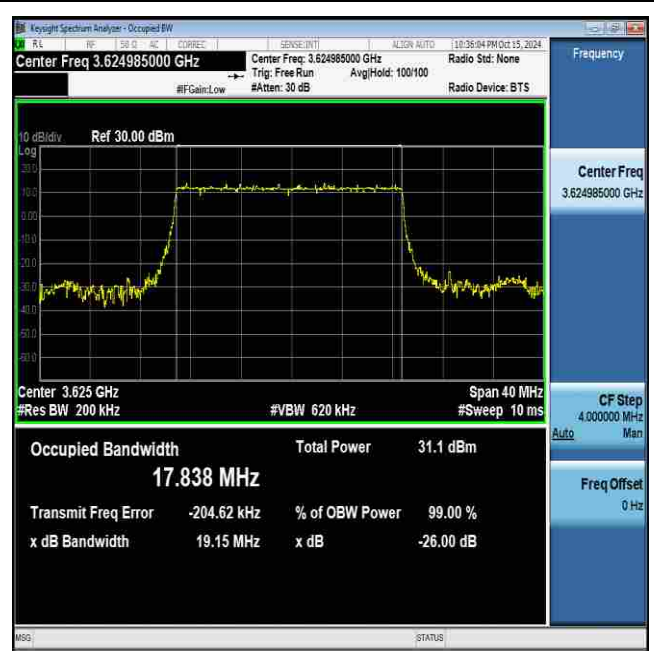 Keysight Spectrum Analyzer - Occupied BW
RL RF 50 Ω AC CORREC SENSE:INT ALIGN AUTO 10:36:04 PM Oct 15, 2024
Center Freq 3.624985000 GHz
Center Freq: 3.624985000 GHz
Radio Std: None
Trig: Free Run Avg|Hold: 100/100
#IFGain:Low #Atten: 30 dB
Radio Device: BTS
10 dB/div Ref 30.00 dBm
Log
20.0
10.0
0.00
-10.0
-20.0
-30.0
-40.0
-50.0
-60.0
Center 3.625 GHz
Span 40 MHz
#Res BW 200 kHz
#VBW 620 kHz
#Sweep 10 ms
Occupied Bandwidth
17.838 MHz
Total Power 31.1 dBm
Transmit Freq Error -204.62 kHz % of OBW Power 99.00 %
x dB Bandwidth 19.15 MHz x dB -26.00 dB
Frequency
Center Freq
3.624985000 GHz
CF Step
4.000000 MHz
Auto Man
Freq Offset
0 Hz
MSG STATUS